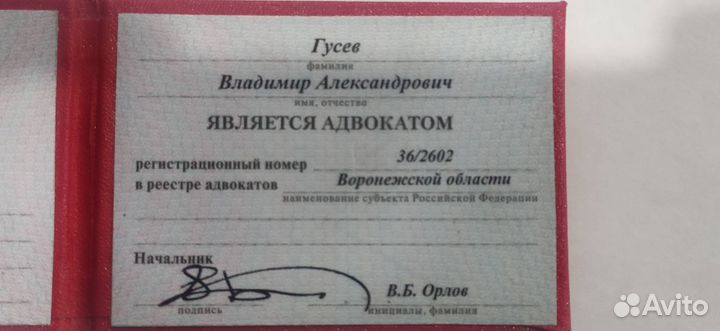 Гусев
фамилия
Владимир Александрович
имя, отчество
ЯВЛЯЕТСЯ АДВОКАТОМ
регистрационный номер 36/2602
в реестре адвокатов Воронежской области
наименование субъекта Российской Федерации
Начальник
В.Б. Орлов
подпись инициалы, фамилия
Avito